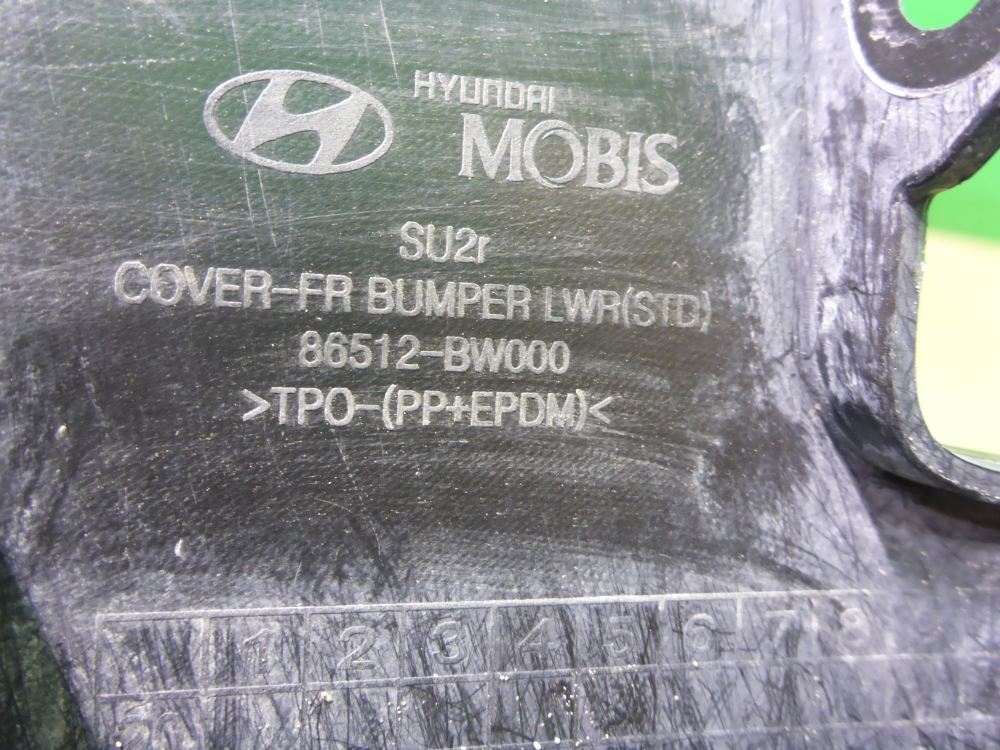 HYUNDAI
MOBIS
SU2r
COVER-FR BUMPER LWR(STD)
86512-BW000
>TPO-(PP+EPDM)<
1 2 3 4 5 6 7 8